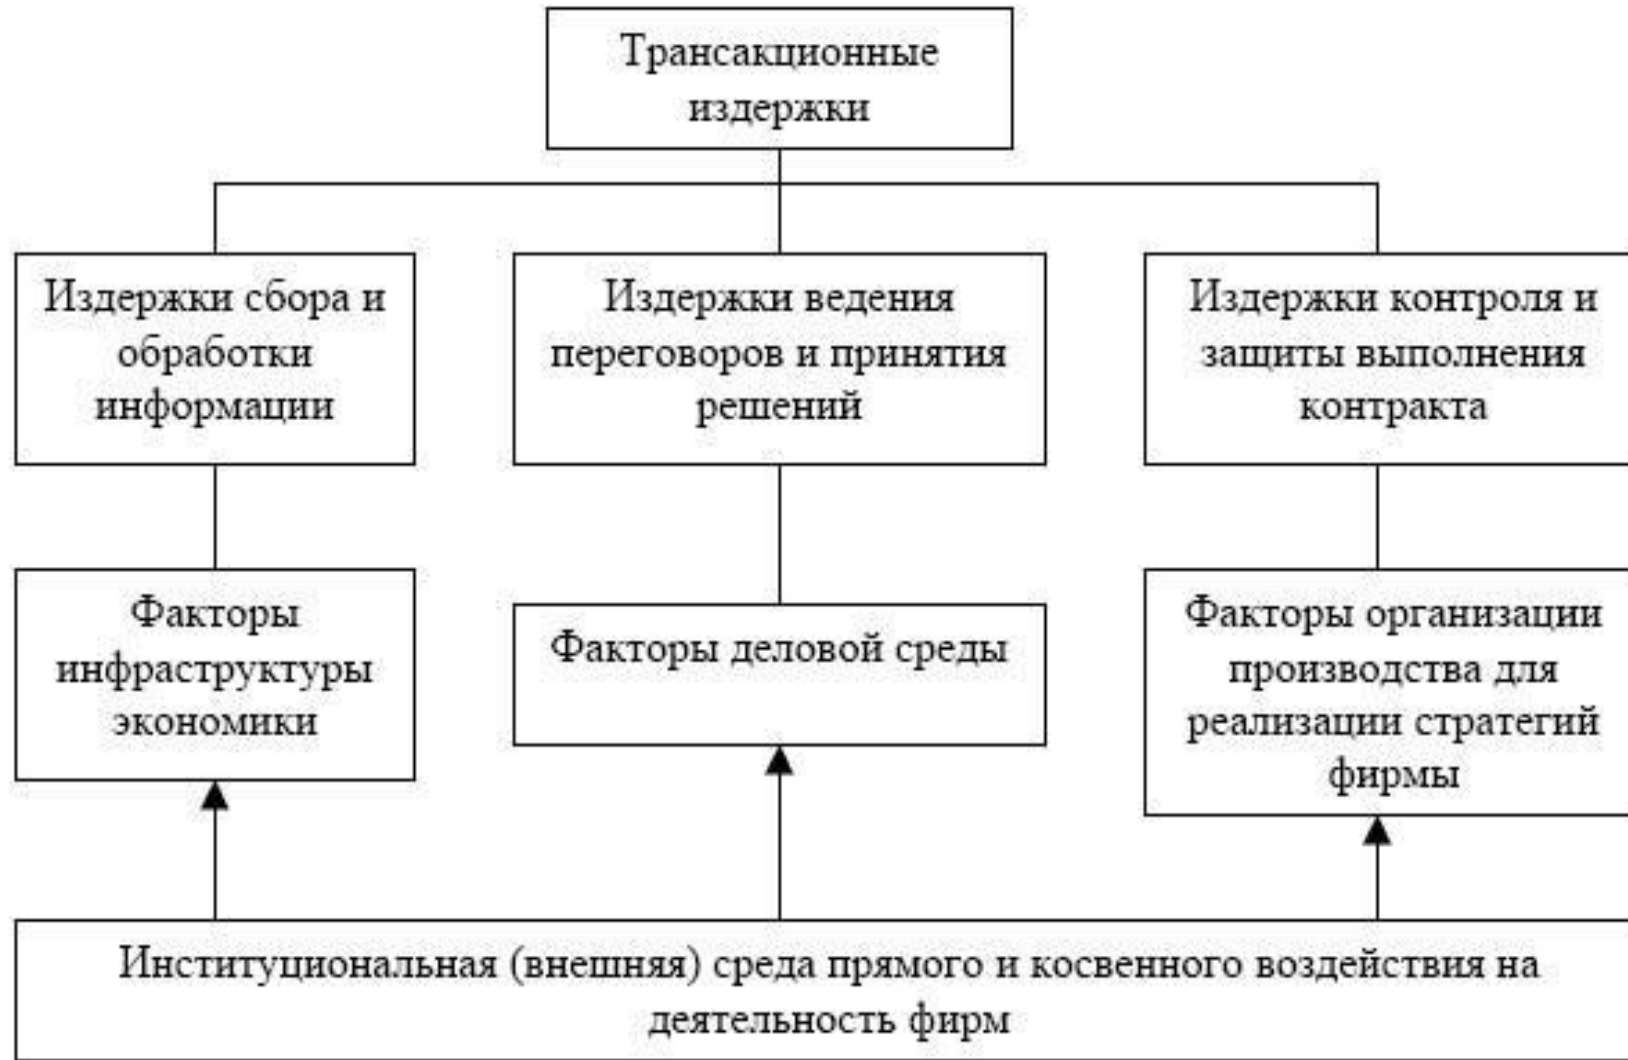 Трансакционные
издержки
Издержки сбора и
обработки
информации
Издержки ведения
переговоров и принятия
решений
Издержки контроля и
защиты выполнения
контракта
Факторы
инфраструктуры
экономики
Факторы деловой среды
Факторы организации
производства для
реализации стратегий
фирмы
Институциональная (внешняя) среда прямого и косвенного воздействия на
деятельность фирм